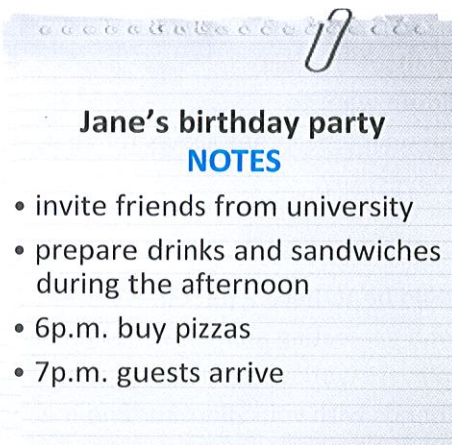 Jane's birthday party
NOTES
• invite friends from university
• prepare drinks and sandwiches
during the afternoon
• 6p.m. buy pizzas
• 7p.m. guests arrive